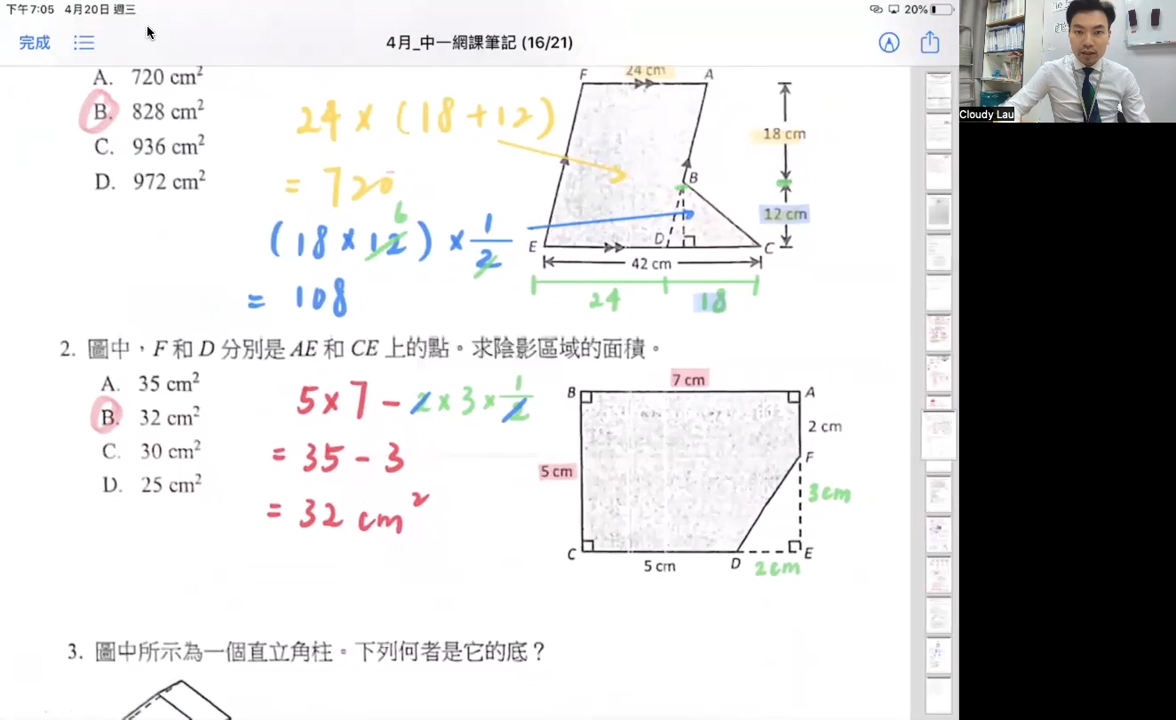 下午7:05 4月20日 週三
20%
完成
4月_中一網課筆記 (16/21)
Cloudy Lau
A. 720 cm²
B. 828 cm²
C. 936 cm²
D. 972 cm²
24 × (18 + 12)
= 720
(18 × 12) × 1/2
6
= 108
F 24 cm A
18 cm
B
12 cm
E D C
42 cm
24 18
2. 圖中，F 和 D 分別是 AE 和 CE 上的點。求陰影區域的面積。
A. 35 cm²
B. 32 cm²
C. 30 cm²
D. 25 cm²
5 × 7 - 2 × 3 × 1/2
= 35 - 3
= 32 cm²
7 cm
B A
2 cm
F
5 cm
3cm
C D E
5 cm 2cm
3. 圖中所示為一個直立角柱。下列何者是它的底？